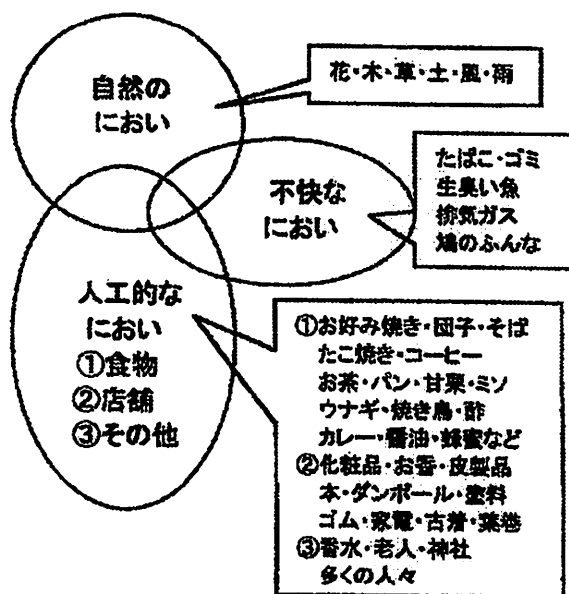 自然の
におい
花・木・草・土・風・雨
不快な
におい
たばこ・ゴミ
生臭い魚
排気ガス
鳩のふんな
人工的な
におい
①食物
②店舗
③その他
①お好み焼き・団子・そば
たこ焼き・コーヒー
お茶・パン・甘栗・ミソ
ウナギ・焼き鳥・酢
カレー・醤油・蜂蜜など
②化粧品・お香・皮製品
本・ダンボール・塗料
ゴム・家電・古着・葉巻
③香水・老人・神社
多くの人々